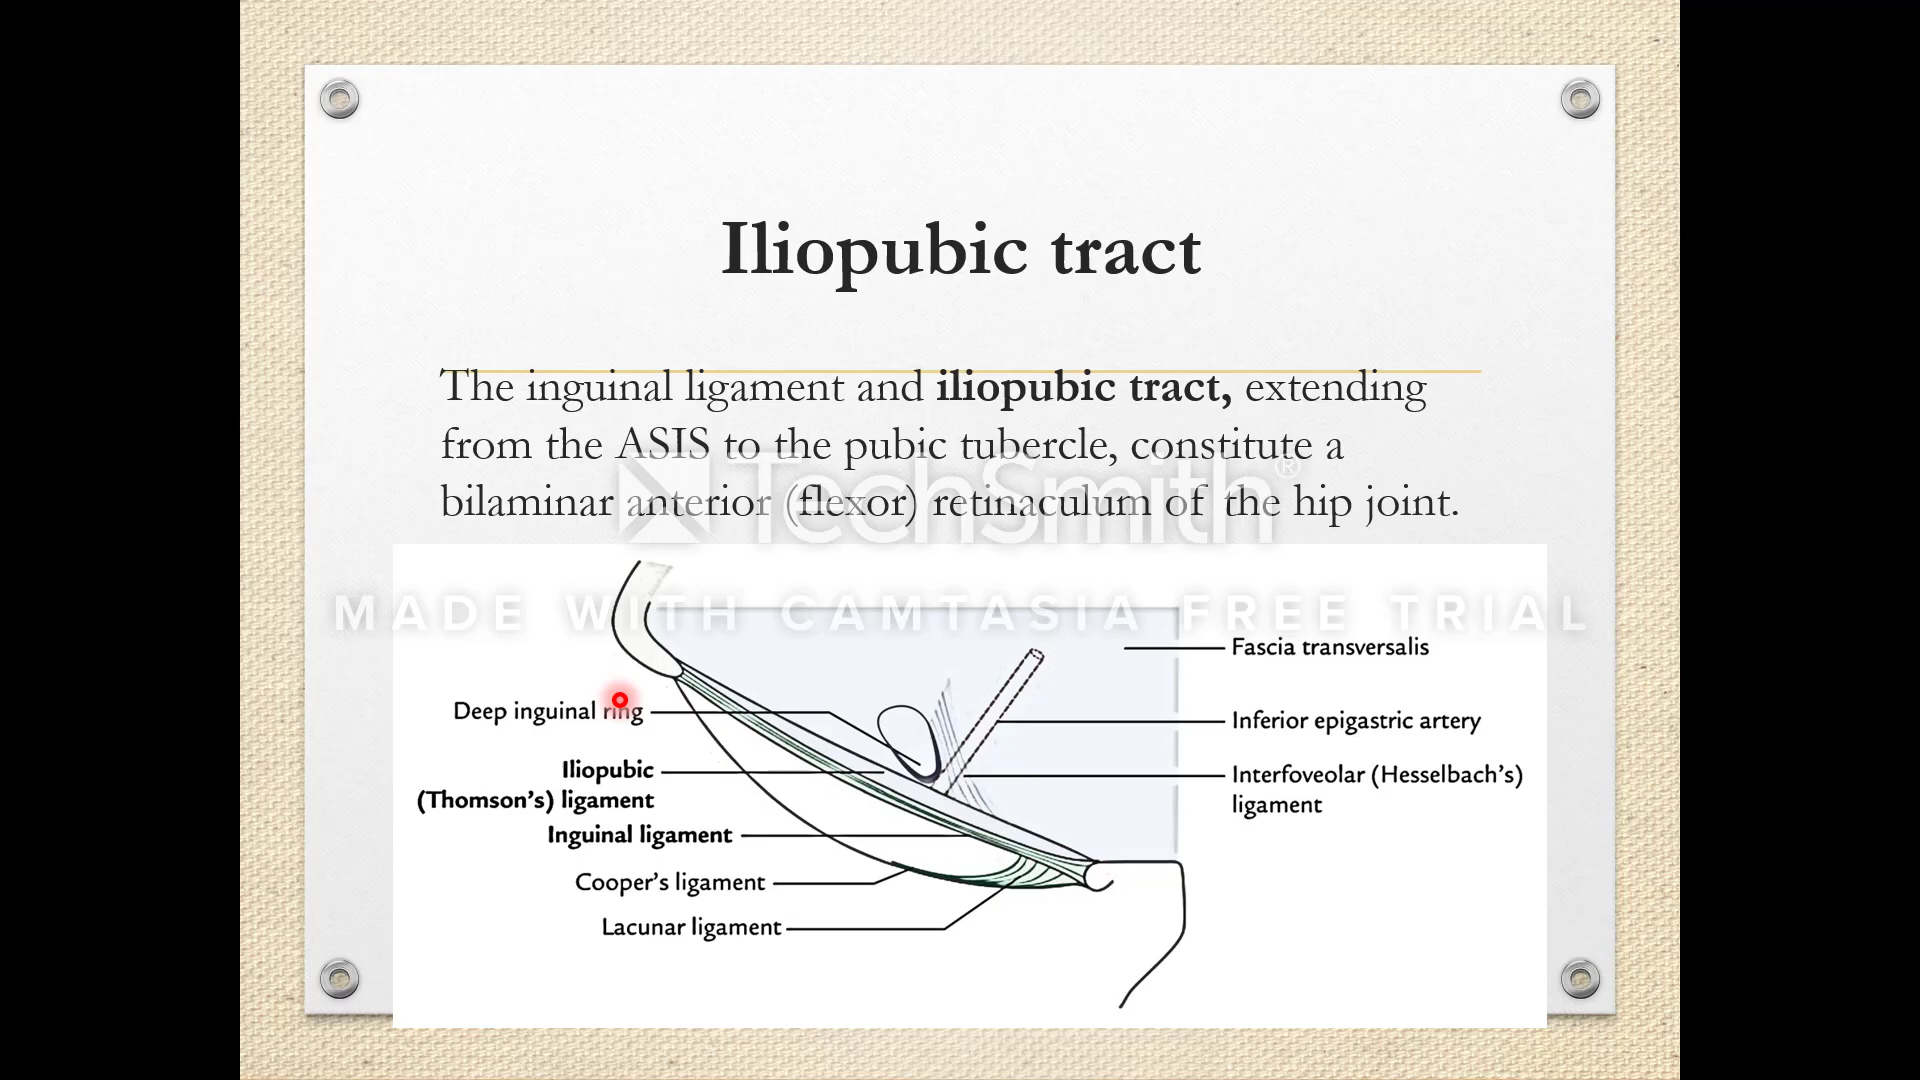 Iliopubic tract
The inguinal ligament and iliopubic tract, extending
from the ASIS to the pubic tubercle, constitute a
bilaminar anterior (flexor) retinaculum of the hip joint.
TechSmith®
MADE WITH CAMTASIA FREE TRIAL
Fascia transversalis
Deep inguinal ring
Inferior epigastric artery
Iliopubic
(Thomson's) ligament
Interfoveolar (Hesselbach's)
ligament
Inguinal ligament
Cooper's ligament
Lacunar ligament